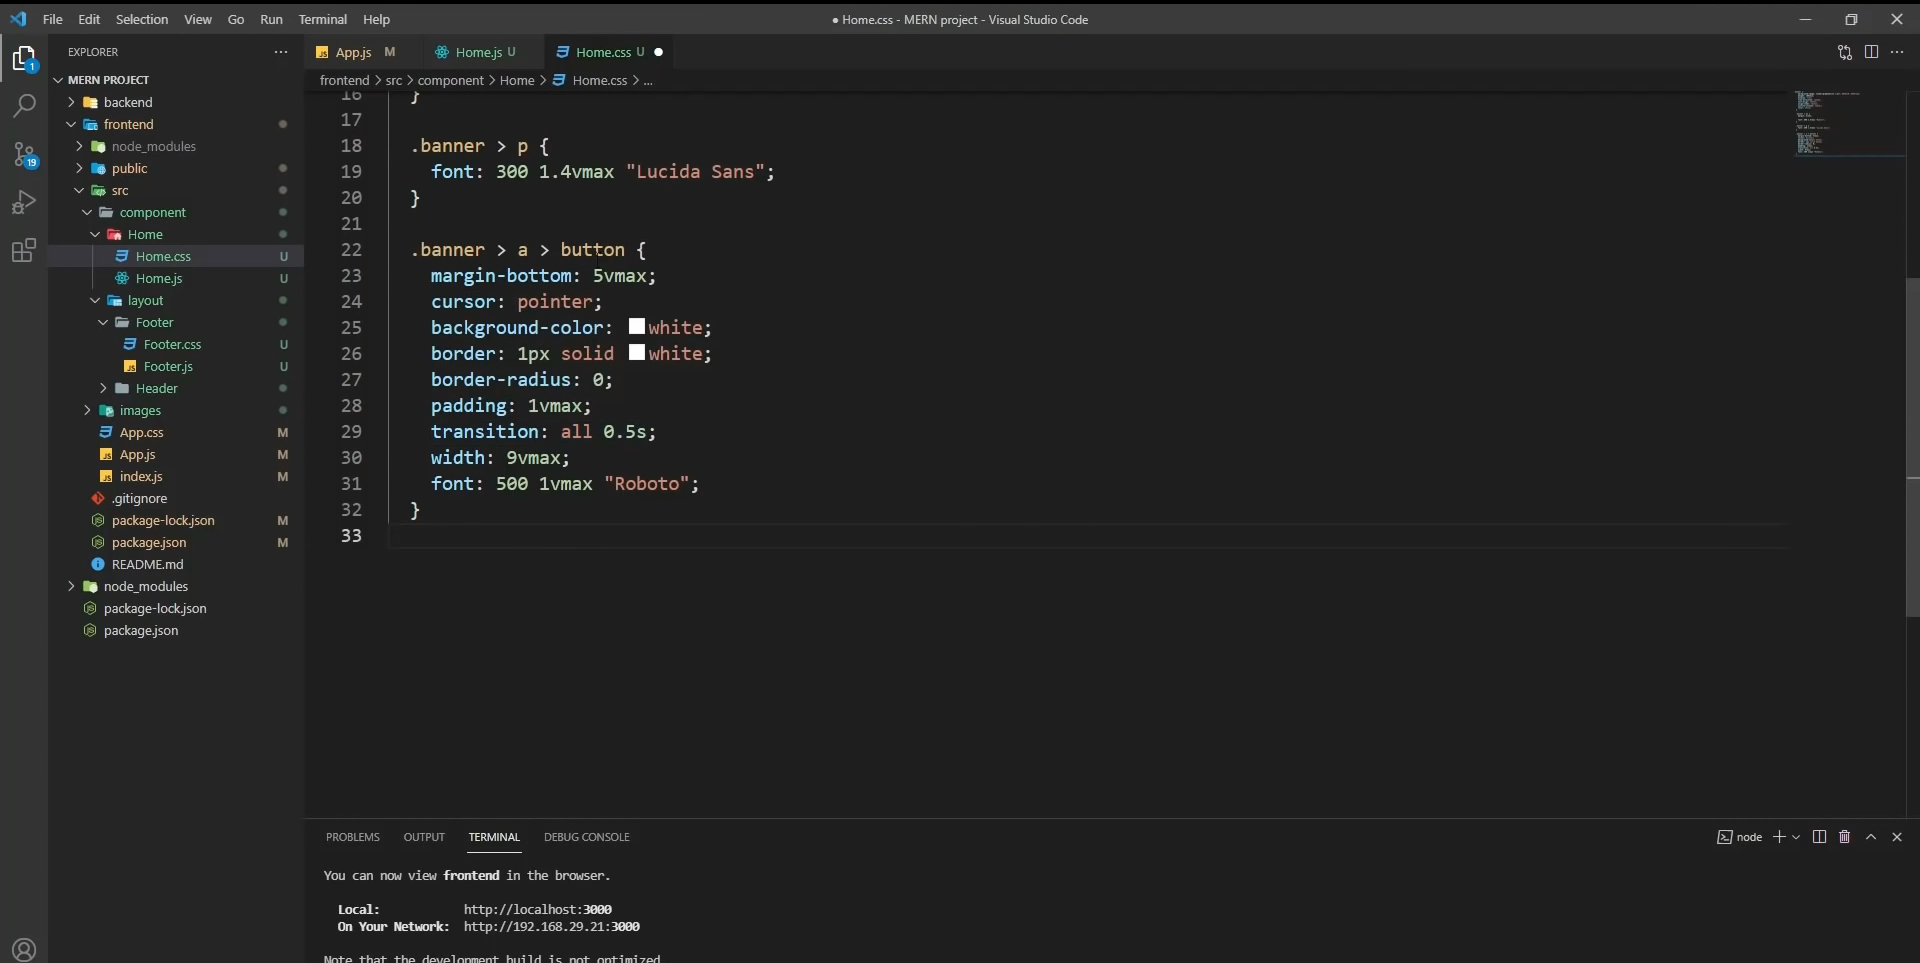 File Edit Selection View Go Run Terminal Help
● Home.css - MERN project - Visual Studio Code
EXPLORER
MERN PROJECT
backend
frontend
node_modules
public
src
component
Home
Home.css U
Home.js U
layout
Footer
Footer.css U
Footer.js U
Header
images
App.css M
App.js M
index.js M
.gitignore
package-lock.json M
package.json M
README.md
node_modules
package-lock.json
package.json
1
19
App.js M Home.js U Home.css U
frontend > src > component > Home > Home.css > ...
16 }
17
18 .banner > p {
19 font: 300 1.4vmax "Lucida Sans";
20 }
21
22 .banner > a > button {
23 margin-bottom: 5vmax;
24 cursor: pointer;
25 background-color: white;
26 border: 1px solid white;
27 border-radius: 0;
28 padding: 1vmax;
29 transition: all 0.5s;
30 width: 9vmax;
31 font: 500 1vmax "Roboto";
32 }
33
PROBLEMS OUTPUT TERMINAL DEBUG CONSOLE
node
You can now view frontend in the browser.
Local: http://localhost:3000
On Your Network: http://192.168.29.21:3000
Note that the development build is not optimized